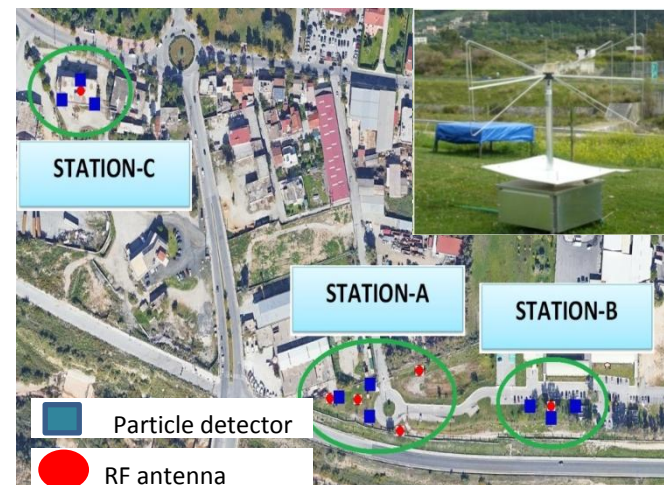 STATION-C
STATION-A
STATION-B
Particle detector
RF antenna